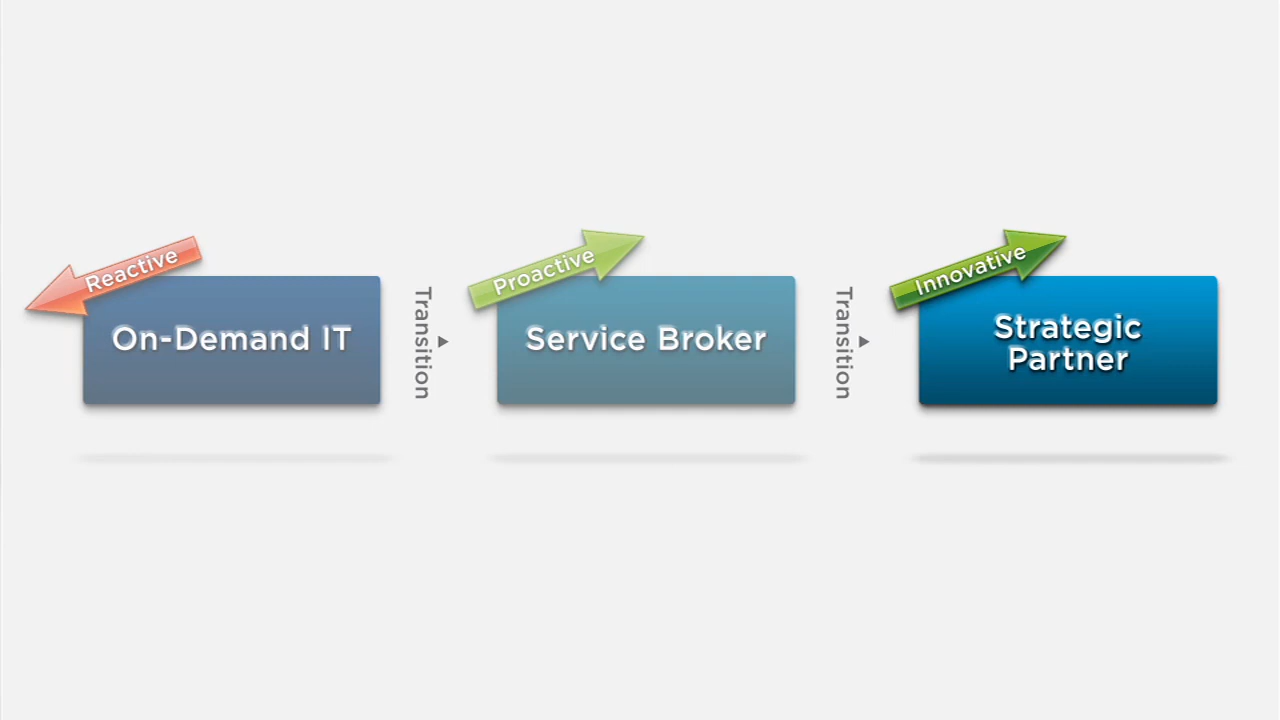 Reactive
On-Demand IT
Transition
Proactive
Service Broker
Transition
Innovative
Strategic
Partner